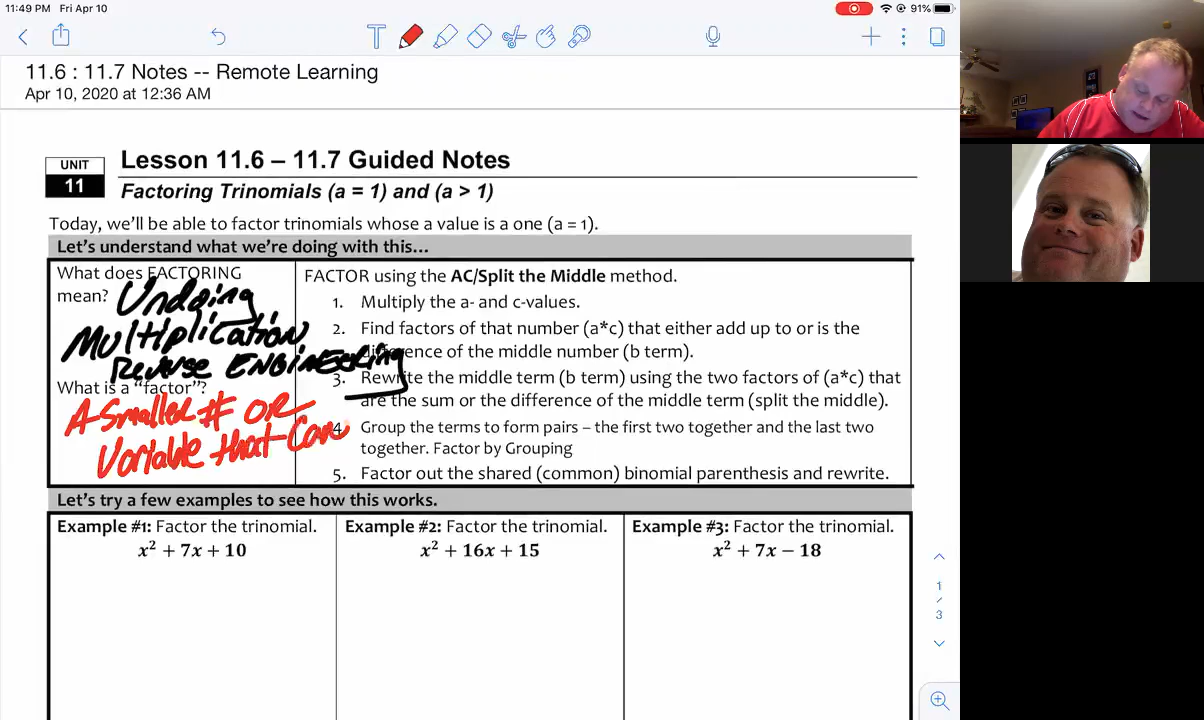 11:49 PM Fri Apr 10
91%
11.6 : 11.7 Notes -- Remote Learning
Apr 10, 2020 at 12:36 AM
UNIT
11
Lesson 11.6 – 11.7 Guided Notes
Factoring Trinomials (a = 1) and (a > 1)
Today, we'll be able to factor trinomials whose a value is a one (a = 1).
Let's understand what we're doing with this...
What does FACTORING
mean?
Undoing
Multiplication
Reverse ENGINEERing
What is a "factor"?
A Smaller # OR
Variable that Can
FACTOR using the AC/Split the Middle method.
1. Multiply the a- and c-values.
2. Find factors of that number (a*c) that either add up to or is the
difference of the middle number (b term).
3. Rewrite the middle term (b term) using the two factors of (a*c) that
are the sum or the difference of the middle term (split the middle).
4. Group the terms to form pairs – the first two together and the last two
together. Factor by Grouping
5. Factor out the shared (common) binomial parenthesis and rewrite.
Let's try a few examples to see how this works.
Example #1: Factor the trinomial.
x² + 7x + 10
Example #2: Factor the trinomial.
x² + 16x + 15
Example #3: Factor the trinomial.
x² + 7x − 18
1
/
3